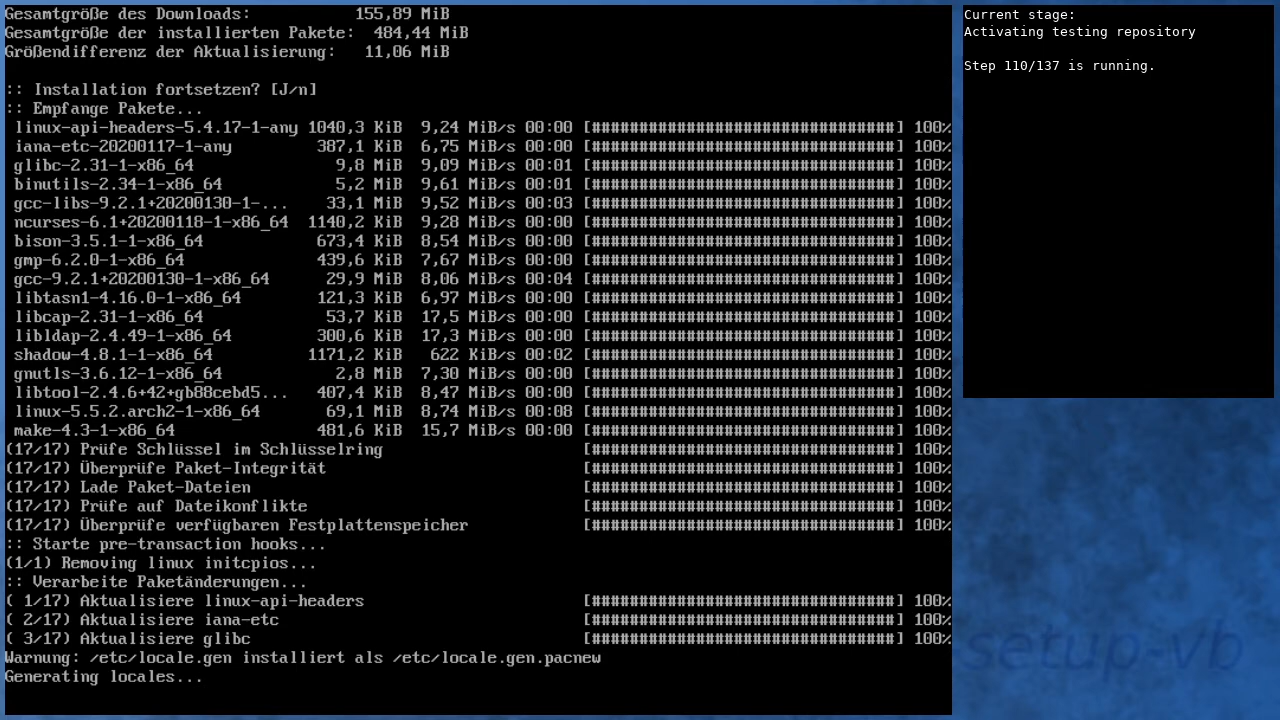 Gesamtgröße des Downloads:           155,89 MiB
Gesamtgröße der installierten Pakete:  484,44 MiB
Größendifferenz der Aktualisierung:   11,06 MiB
:: Installation fortsetzen? [J/n]
:: Empfange Pakete...
 linux-api-headers-5.4.17-1-any 1040,3 KiB  9,24 MiB/s 00:00 [################################] 100%
 iana-etc-20200117-1-any         387,1 KiB  6,75 MiB/s 00:00 [################################] 100%
 glibc-2.31-1-x86_64               9,8 MiB  9,09 MiB/s 00:01 [################################] 100%
 binutils-2.34-1-x86_64            5,2 MiB  9,61 MiB/s 00:01 [################################] 100%
 gcc-libs-9.2.1+20200130-1-...    33,1 MiB  9,52 MiB/s 00:03 [################################] 100%
 ncurses-6.1+20200118-1-x86_64  1140,2 KiB  9,28 MiB/s 00:00 [################################] 100%
 bison-3.5.1-1-x86_64            673,4 KiB  8,54 MiB/s 00:00 [################################] 100%
 gmp-6.2.0-1-x86_64              439,6 KiB  7,67 MiB/s 00:00 [################################] 100%
 gcc-9.2.1+20200130-1-x86_64      29,9 MiB  8,06 MiB/s 00:04 [################################] 100%
 libtasn1-4.16.0-1-x86_64        121,3 KiB  6,97 MiB/s 00:00 [################################] 100%
 libcap-2.31-1-x86_64             53,7 KiB  17,5 MiB/s 00:00 [################################] 100%
 libldap-2.4.49-1-x86_64         300,6 KiB  17,3 MiB/s 00:00 [################################] 100%
 shadow-4.8.1-1-x86_64          1171,2 KiB   622 KiB/s 00:02 [################################] 100%
 gnutls-3.6.12-1-x86_64            2,8 MiB  7,30 MiB/s 00:00 [################################] 100%
 libtool-2.4.6+42+gb88cebd5...   407,4 KiB  8,47 MiB/s 00:00 [################################] 100%
 linux-5.5.2.arch2-1-x86_64       69,1 MiB  8,74 MiB/s 00:08 [################################] 100%
 make-4.3-1-x86_64               481,6 KiB  15,7 MiB/s 00:00 [################################] 100%
(17/17) Prüfe Schlüssel im Schlüsselring                     [################################] 100%
(17/17) Überprüfe Paket-Integrität                           [################################] 100%
(17/17) Lade Paket-Dateien                                   [################################] 100%
(17/17) Prüfe auf Dateikonflikte                             [################################] 100%
(17/17) Überprüfe verfügbaren Festplattenspeicher            [################################] 100%
:: Starte pre-transaction hooks...
(1/1) Removing linux initcpios...
:: Verarbeite Paketänderungen...
( 1/17) Aktualisiere linux-api-headers                       [################################] 100%
( 2/17) Aktualisiere iana-etc                                [################################] 100%
( 3/17) Aktualisiere glibc                                   [################################] 100%
Warnung: /etc/locale.gen installiert als /etc/locale.gen.pacnew
Generating locales...
Current stage:
Activating testing repository
Step 110/137 is running.
setup-vb